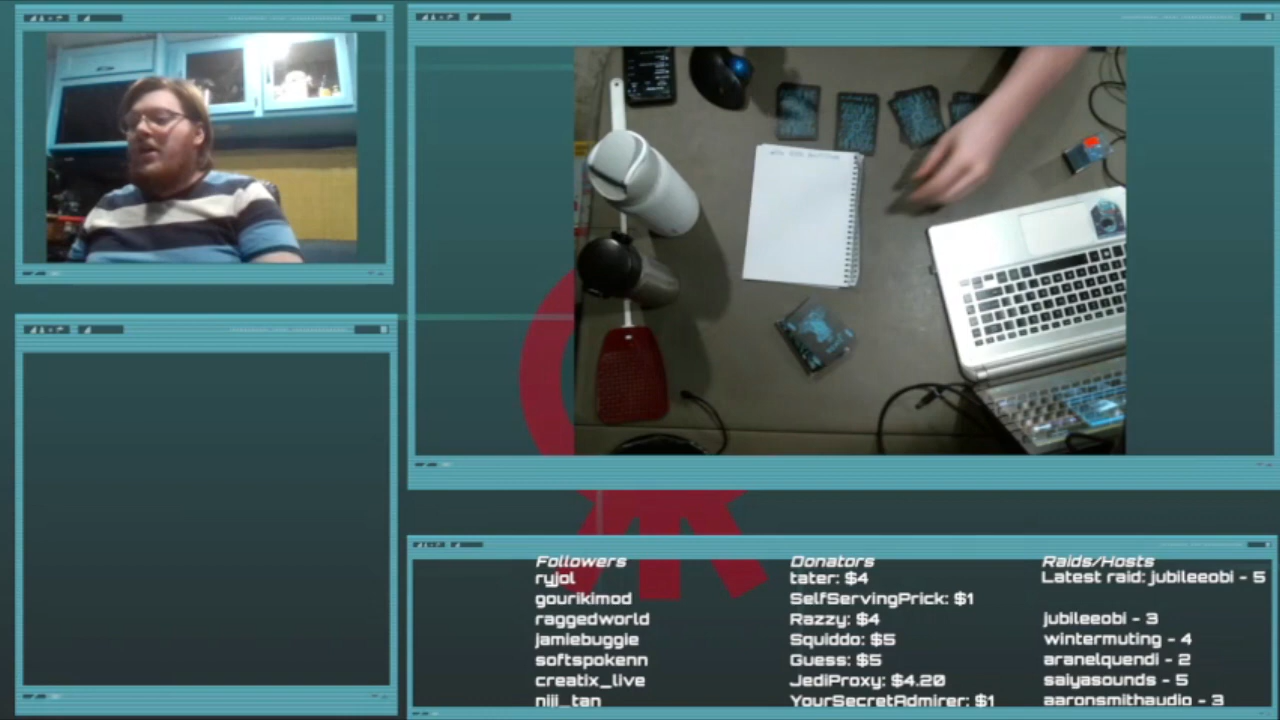 Followers
ryjol
gourikimod
raggedworld
jamiebuggie
softspokenn
creatix_live
niji_tan
Donators
tater: $4
SelfServingPrick: $1
Razzy: $4
Squiddo: $5
Guess: $5
JediProxy: $4.20
YourSecretAdmirer: $1
Raids/Hosts
Latest raid: jubileeobi - 5
jubileeobi - 3
wintermuting - 4
aranelquendi - 2
saiyasounds - 5
aaronsmithaudio - 3